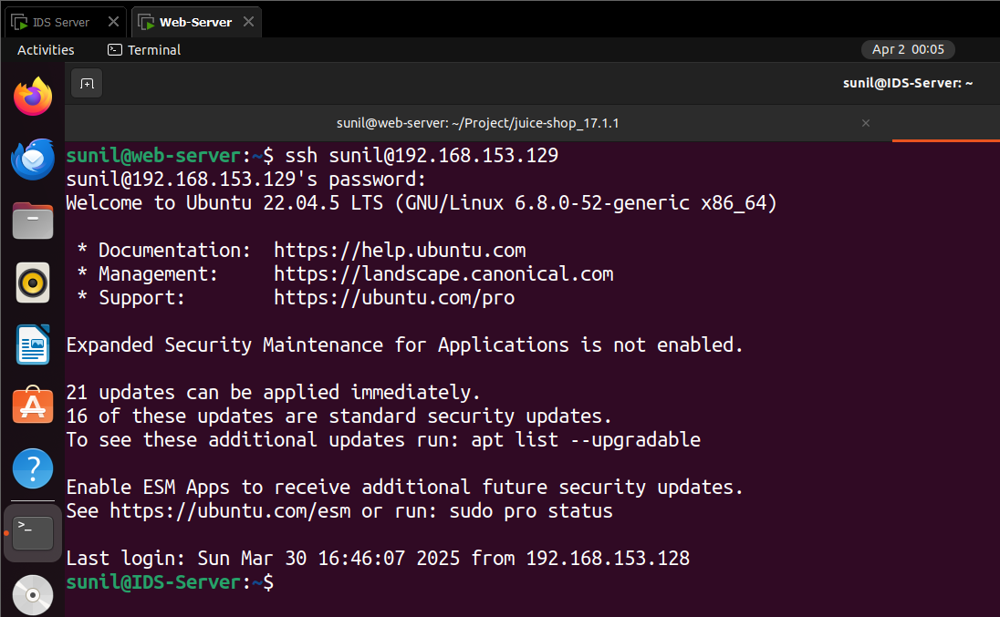 IDS Server
Web-Server
Activities
Terminal
Apr 2 00:05
sunil@IDS-Server: ~
sunil@web-server: ~/Project/juice-shop_17.1.1
sunil@web-server:~$ ssh sunil@192.168.153.129
sunil@192.168.153.129's password:
Welcome to Ubuntu 22.04.5 LTS (GNU/Linux 6.8.0-52-generic x86_64)
* Documentation: https://help.ubuntu.com
* Management: https://landscape.canonical.com
* Support: https://ubuntu.com/pro
Expanded Security Maintenance for Applications is not enabled.
21 updates can be applied immediately.
16 of these updates are standard security updates.
To see these additional updates run: apt list --upgradable
Enable ESM Apps to receive additional future security updates.
See https://ubuntu.com/esm or run: sudo pro status
Last login: Sun Mar 30 16:46:07 2025 from 192.168.153.128
sunil@IDS-Server:~$